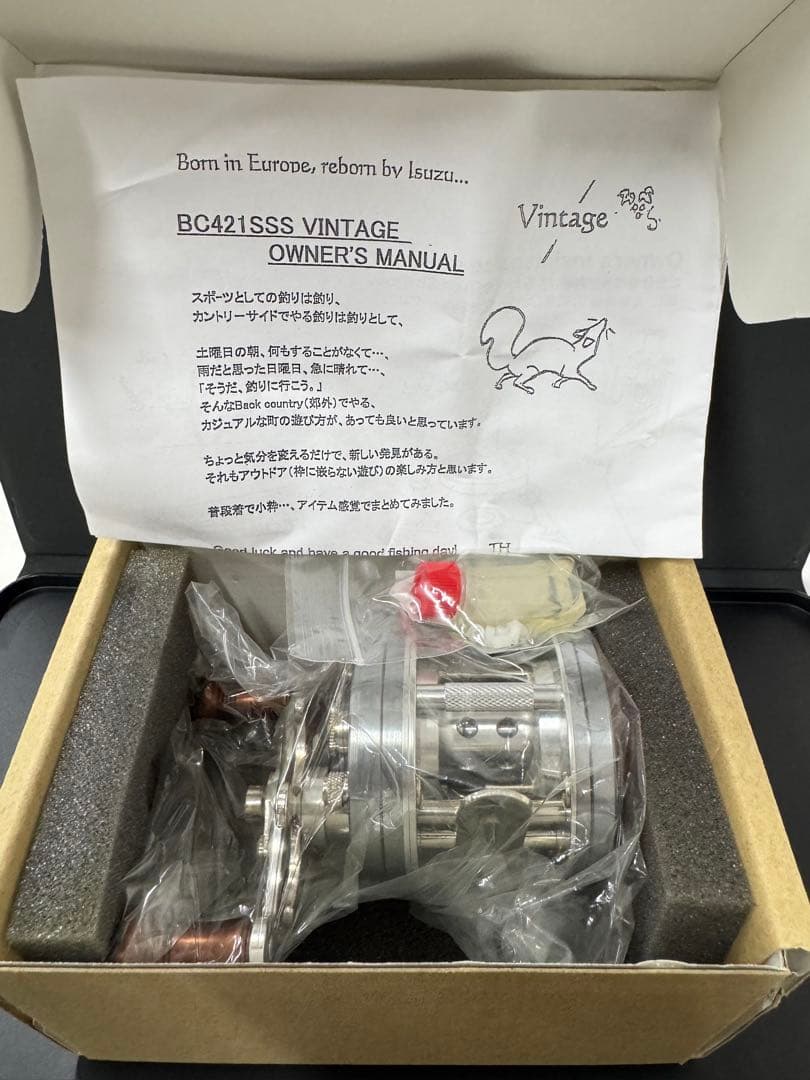 Born in Europe, reborn by Isuzu...
Vintage
BC421SSS VINTAGE
OWNER'S MANUAL
スポーツとしての釣りは釣り、
カントリーサイドでやる釣りは釣りとして、
土曜日の朝、何もすることがなくて…、
雨だと思った日曜日、急に晴れて…、
「そうだ、釣りに行こう。」
そんなBack country(郊外)でやる、
カジュアルな町の遊び方が、あっても良いと思っています。
ちょっと気分を変えるだけで、新しい発見がある。
それもアウトドア(枠に嵌らない遊び)の楽しみ方と思います。
普段着で小粋…、アイテム感覚でまとめてみました。
Good luck and have a good fishing day! TH